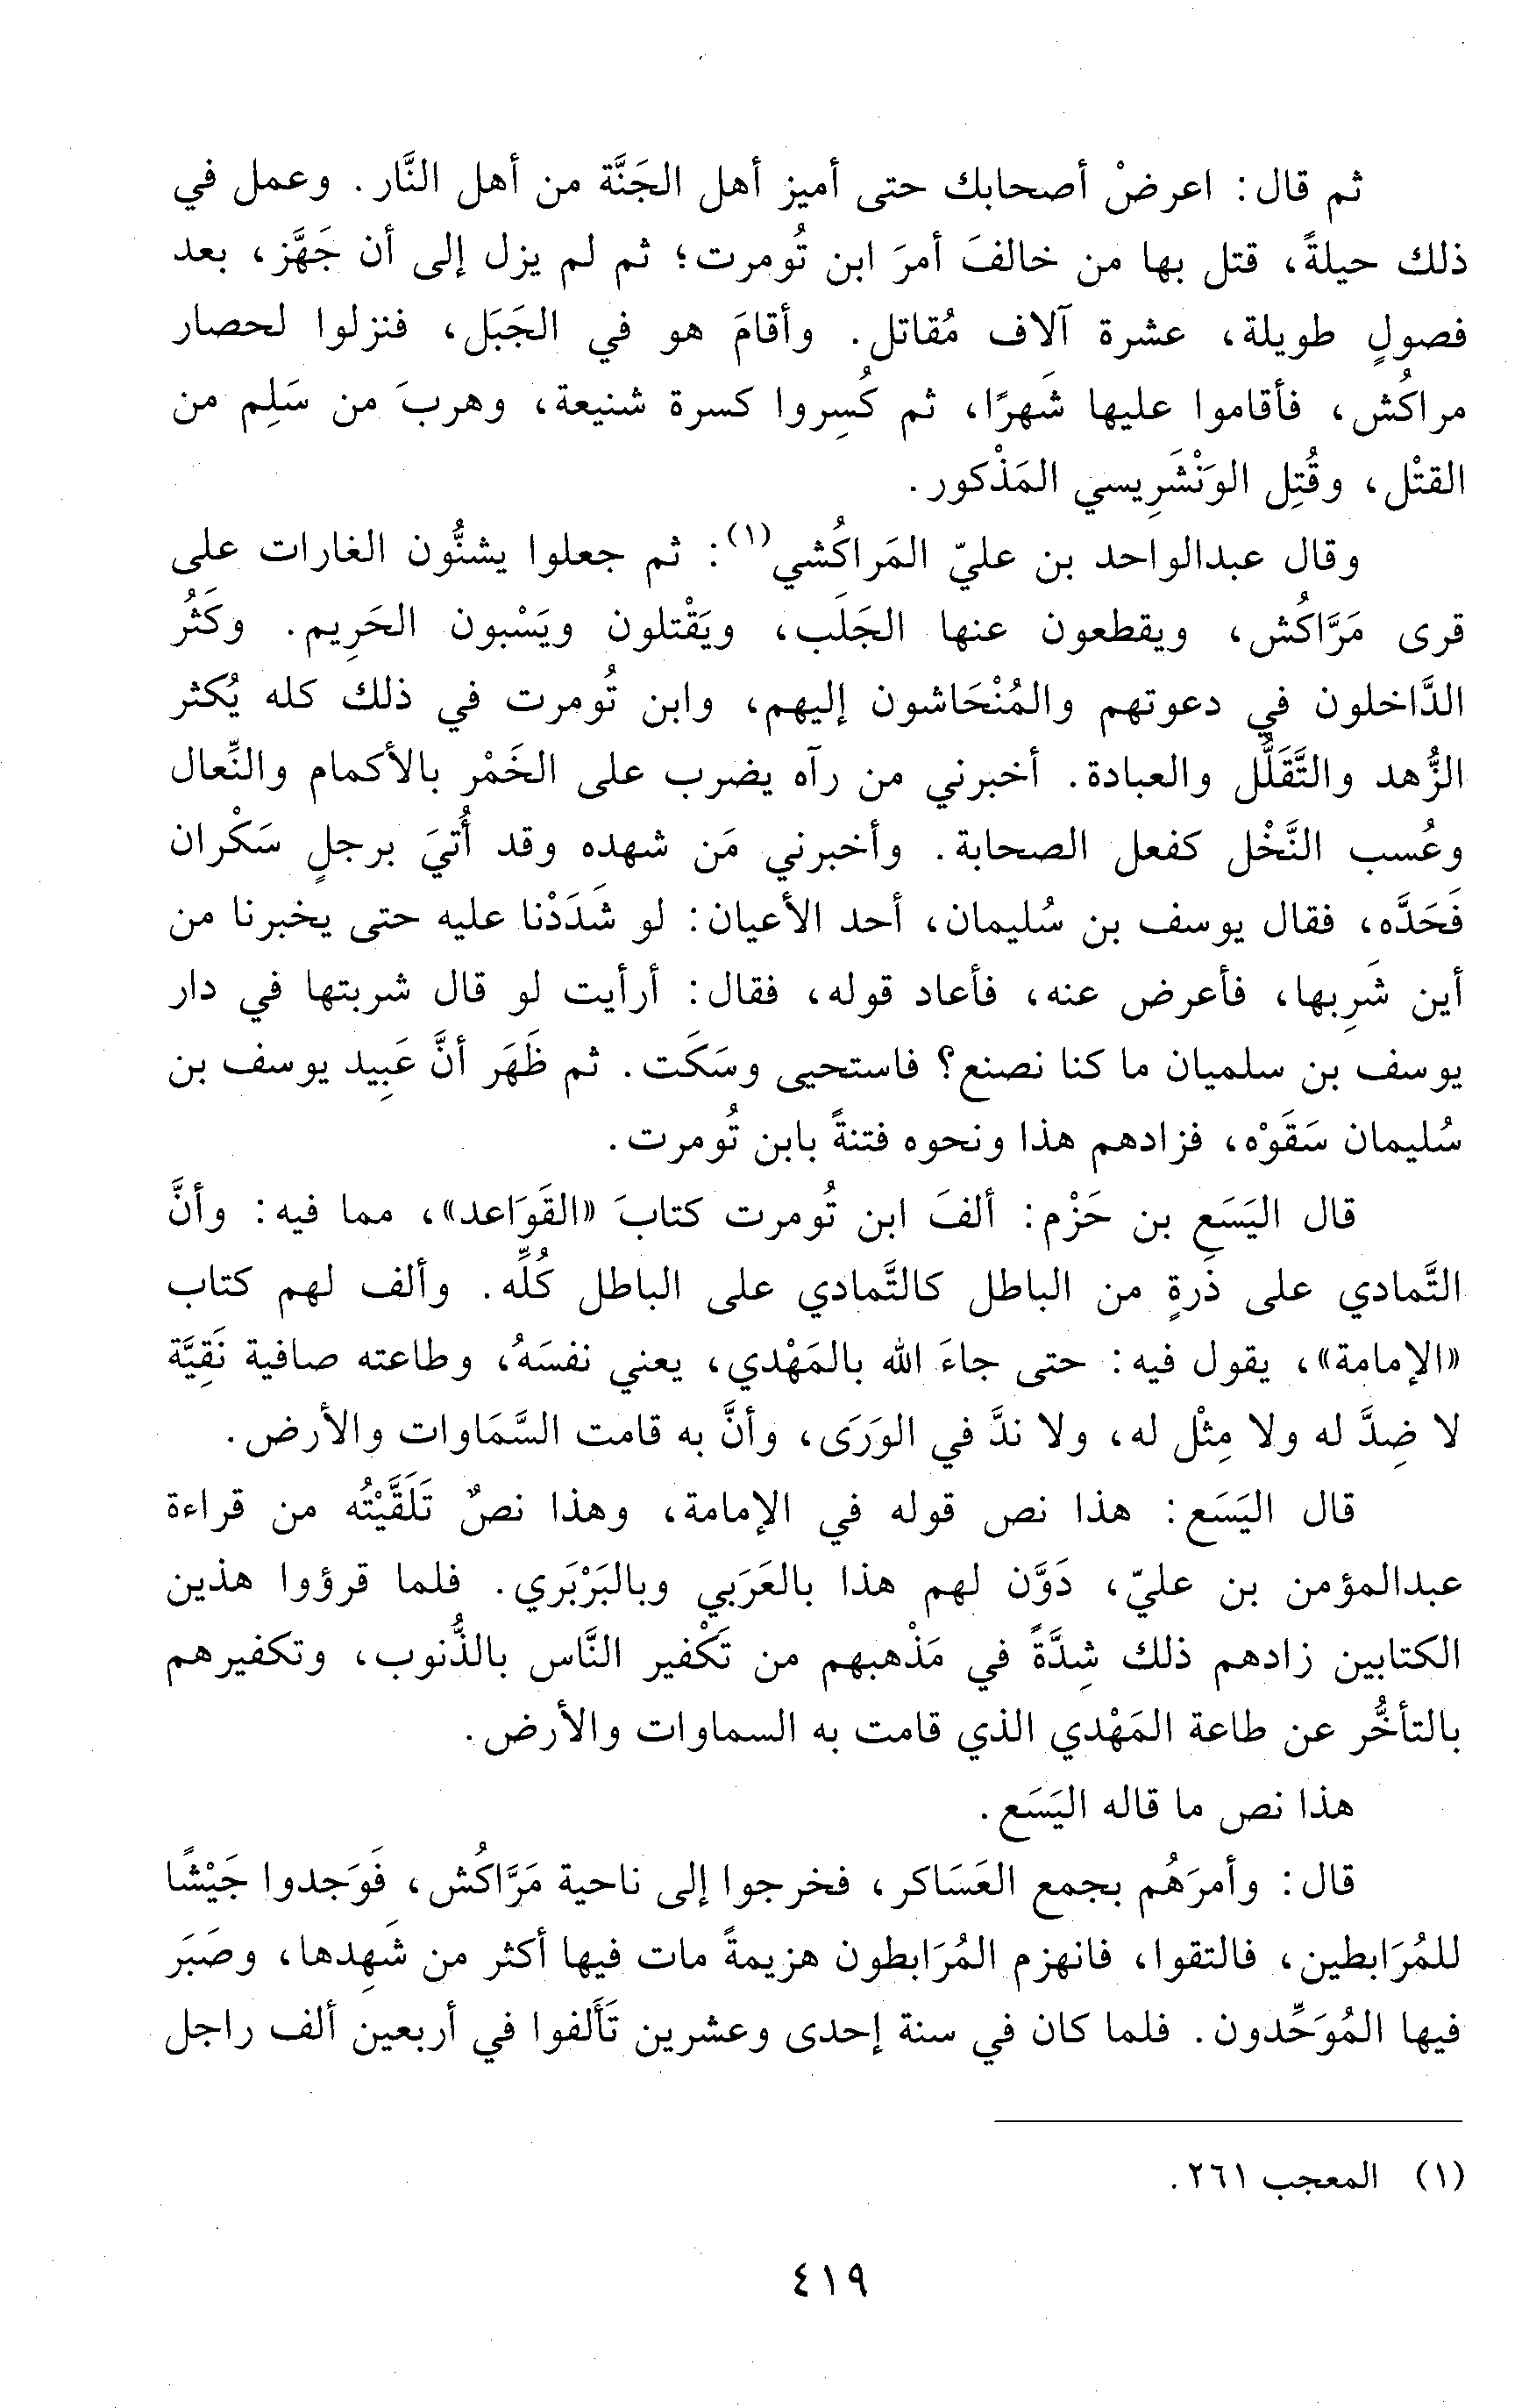 ثم قال: اعرضْ أصحابك حتى أميز أهل الجَنَّة من أهل النَّار. وعمل في
ذلك حيلةً، قتل بها من خالفَ أمرَ ابن تُومرت؛ ثم لم يزل إلى أن جَهَّز، بعد
فصولٍ طويلة، عشرة آلاف مُقاتل. وأقامَ هو في الجَبَل، فنزلوا لحصار
مراكُش، فأقاموا عليها شَهرًا، ثم كُسِروا كسرة شنيعة، وهربَ من سَلِم من
القتْل، وقُتِل الوَنْشَرِيسي المَذْكور.
وقال عبدالواحد بن عليّ المَراكُشي(١): ثم جعلوا يشنُّون الغارات على
قرى مَرَّاكُش، ويقطعون عنها الجَلَب، ويَقْتلون ويَسْبون الحَرِيم. وكَثُر
الدَّاخلون في دعوتهم والمُنْحَاشون إليهم، وابن تُومرت في ذلك كله يُكثر
الزُّهد والتَّقَلُّل والعبادة. أخبرني من رآه يضرب على الخَمْر بالأكمام والنِّعال
وعُسب النَّخْل كفعل الصحابة. وأخبرني مَن شهده وقد أُتيَ برجلٍ سَكْران
فَحَدَّه، فقال يوسف بن سُليمان، أحد الأعيان: لو شَدَدْنا عليه حتى يخبرنا من
أين شَرِبها، فأعرض عنه، فأعاد قوله، فقال: أرأيت لو قال شربتها في دار
يوسف بن سلميان ما كنا نصنع؟ فاستحيى وسَكَت. ثم ظَهَر أنَّ عَبِيد يوسف بن
سُليمان سَقَوْه، فزادهم هذا ونحوه فتنةً بابن تُومرت.
قال اليَسَع بن حَزْم: ألفَ ابن تُومرت كتابَ «القَوَاعد»، مما فيه: وأنَّ
التَّمادي على ذَرةٍ من الباطل كالتَّمادي على الباطل كُلِّه. وألف لهم كتاب
«الإمامة»، يقول فيه: حتى جاءَ الله بالمَهْدي، يعني نفسَهُ، وطاعته صافية نَقِيَّة
لا ضِدَّ له ولا مِثْل له، ولا ندَّ في الوَرَى، وأنَّ به قامت السَّمَاوات والأرض.
قال اليَسَع: هذا نص قوله في الإمامة، وهذا نصٌ تَلَقَّيْتُه من قراءة
عبدالمؤمن بن عليّ، دَوَّن لهم هذا بالعَرَبي وبالبَرْبَري. فلما قرؤوا هذين
الكتابين زادهم ذلك شِدَّةً في مَذْهبهم من تَكْفير النَّاس بالذُّنوب، وتكفيرهم
بالتأخُّر عن طاعة المَهْدي الذي قامت به السماوات والأرض.
هذا نص ما قاله اليَسَع.
قال: وأمرَهُم بجمع العَسَاكر، فخرجوا إلى ناحية مَرَّاكُش، فَوَجدوا جَيْشًا
للمُرَابطين، فالتقوا، فانهزم المُرَابطون هزيمةً مات فيها أكثر من شَهِدها، وصَبَر
فيها المُوَحِّدون. فلما كان في سنة إحدى وعشرين تَأَلفوا في أربعين ألف راجل
(١) المعجب ٢٦١.
٤١٩